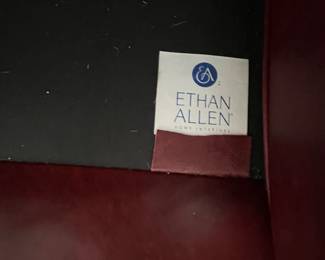 EA
ETHAN
ALLEN®
HOME INTERIORS